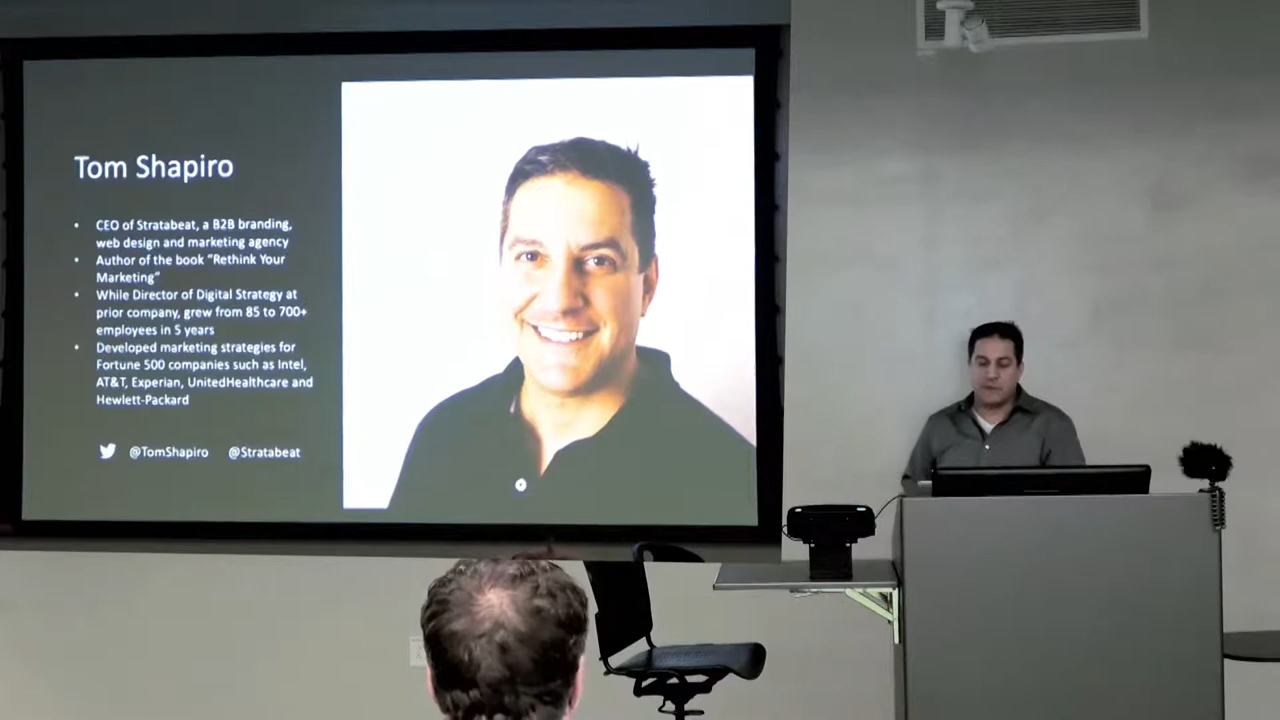 Tom Shapiro
• CEO of Stratabeat, a B2B branding,
web design and marketing agency
• Author of the book "Rethink Your
Marketing"
• While Director of Digital Strategy at
prior company, grew from 85 to 700+
employees in 5 years
• Developed marketing strategies for
Fortune 500 companies such as Intel,
AT&T, Experian, UnitedHealthcare and
Hewlett-Packard
@TomShapiro @Stratabeat